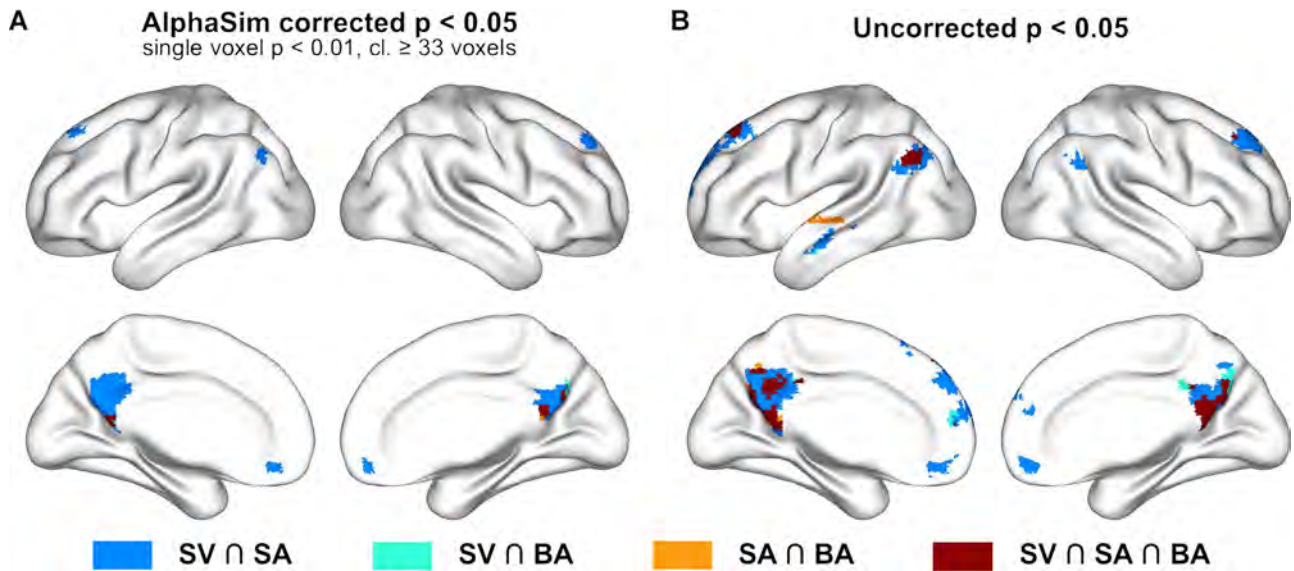 A
AlphaSim corrected p < 0.05
single voxel p < 0.01, cl. ≥ 33 voxels
B
Uncorrected p < 0.05
SV ∩ SA
SV ∩ BA
SA ∩ BA
SV ∩ SA ∩ BA